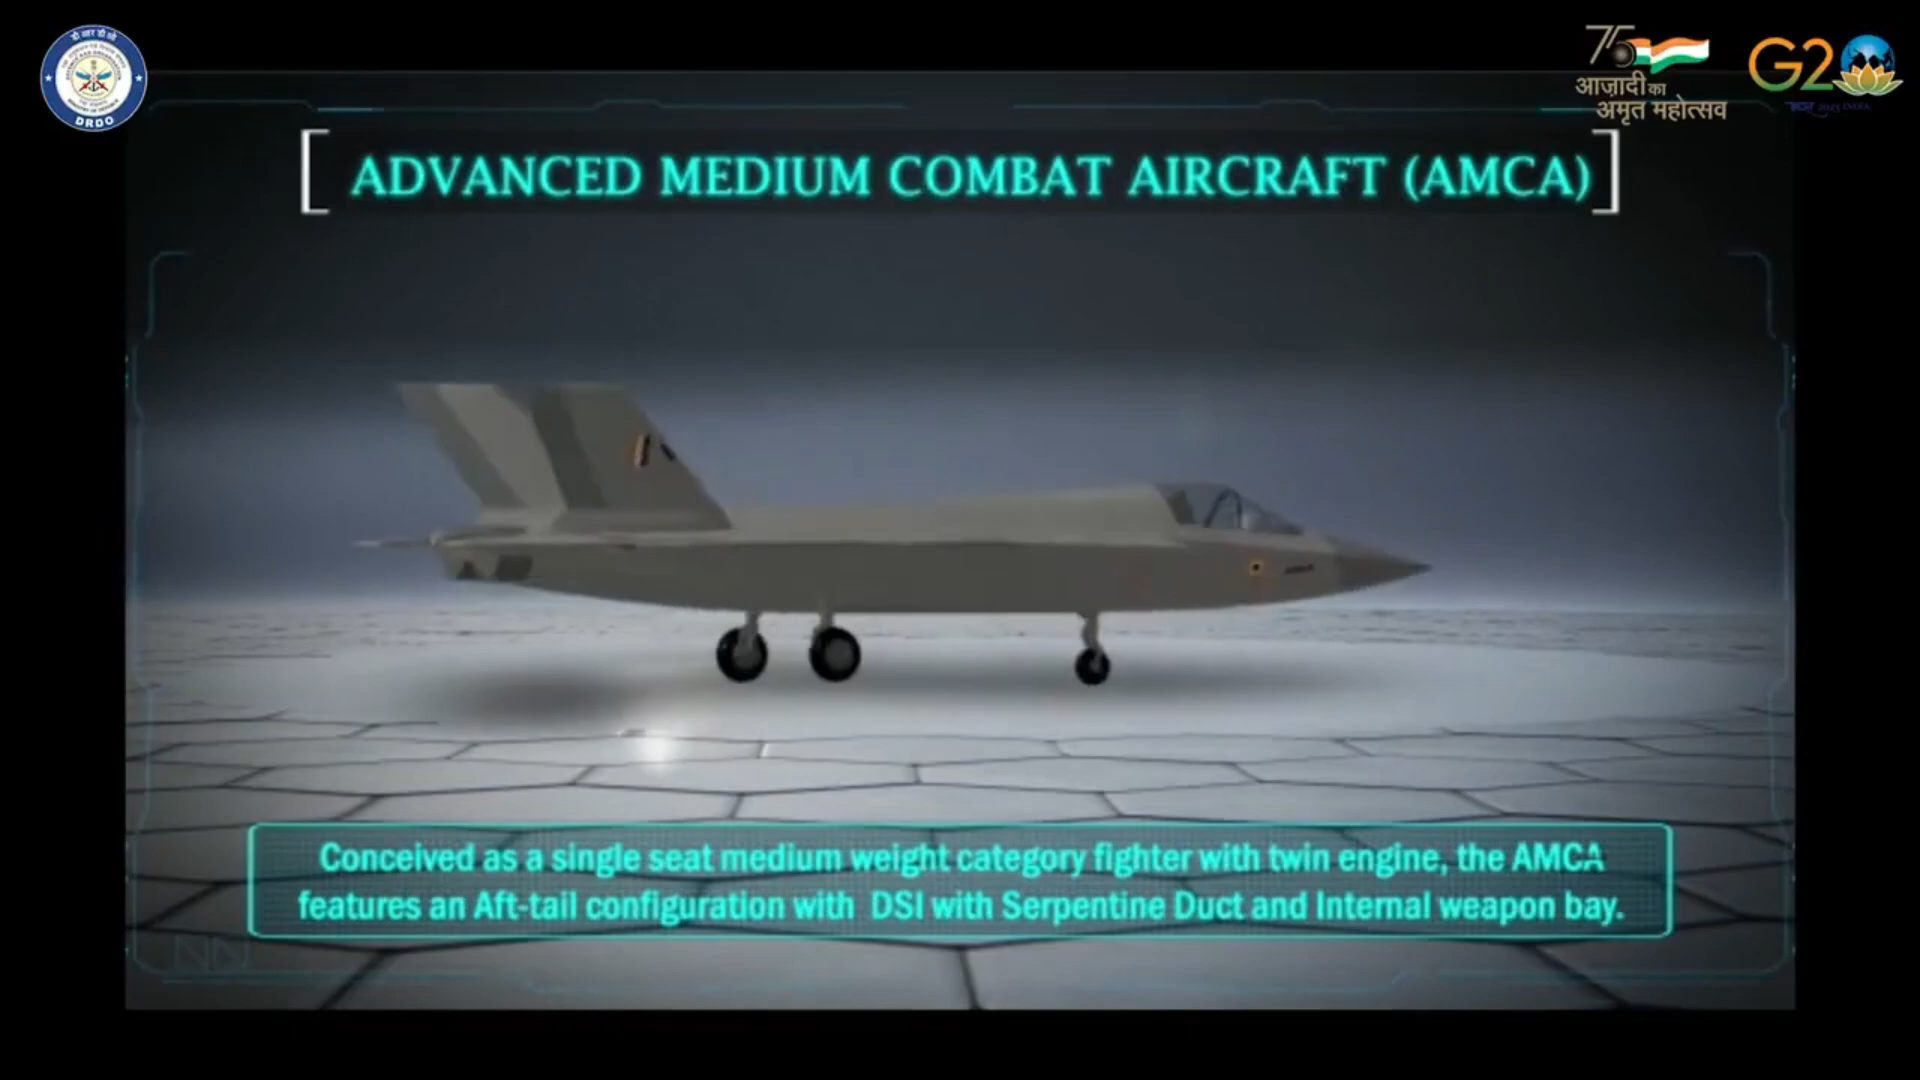 DRDO
75
आज़ादी का
अमृत महोत्सव
G20
ADVANCED MEDIUM COMBAT AIRCRAFT (AMCA)
Conceived as a single seat medium weight category fighter with twin engine, the AMCA
features an Aft-tail configuration with DSI with Serpentine Duct and Internal weapon bay.